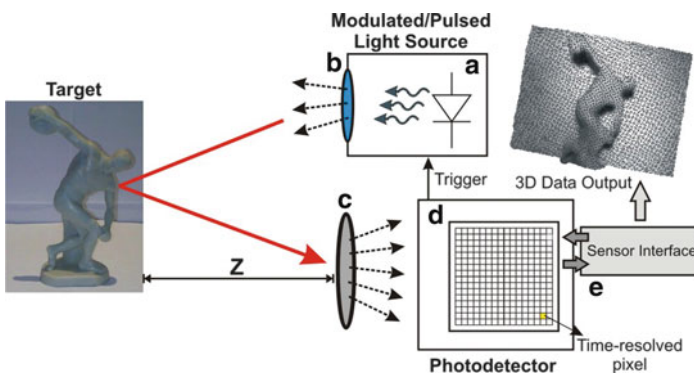 Modulated/Pulsed
Light Source
b
a
Target
Trigger
3D Data Output
c
d
Sensor Interface
e
Z
Time-resolved
pixel
Photodetector